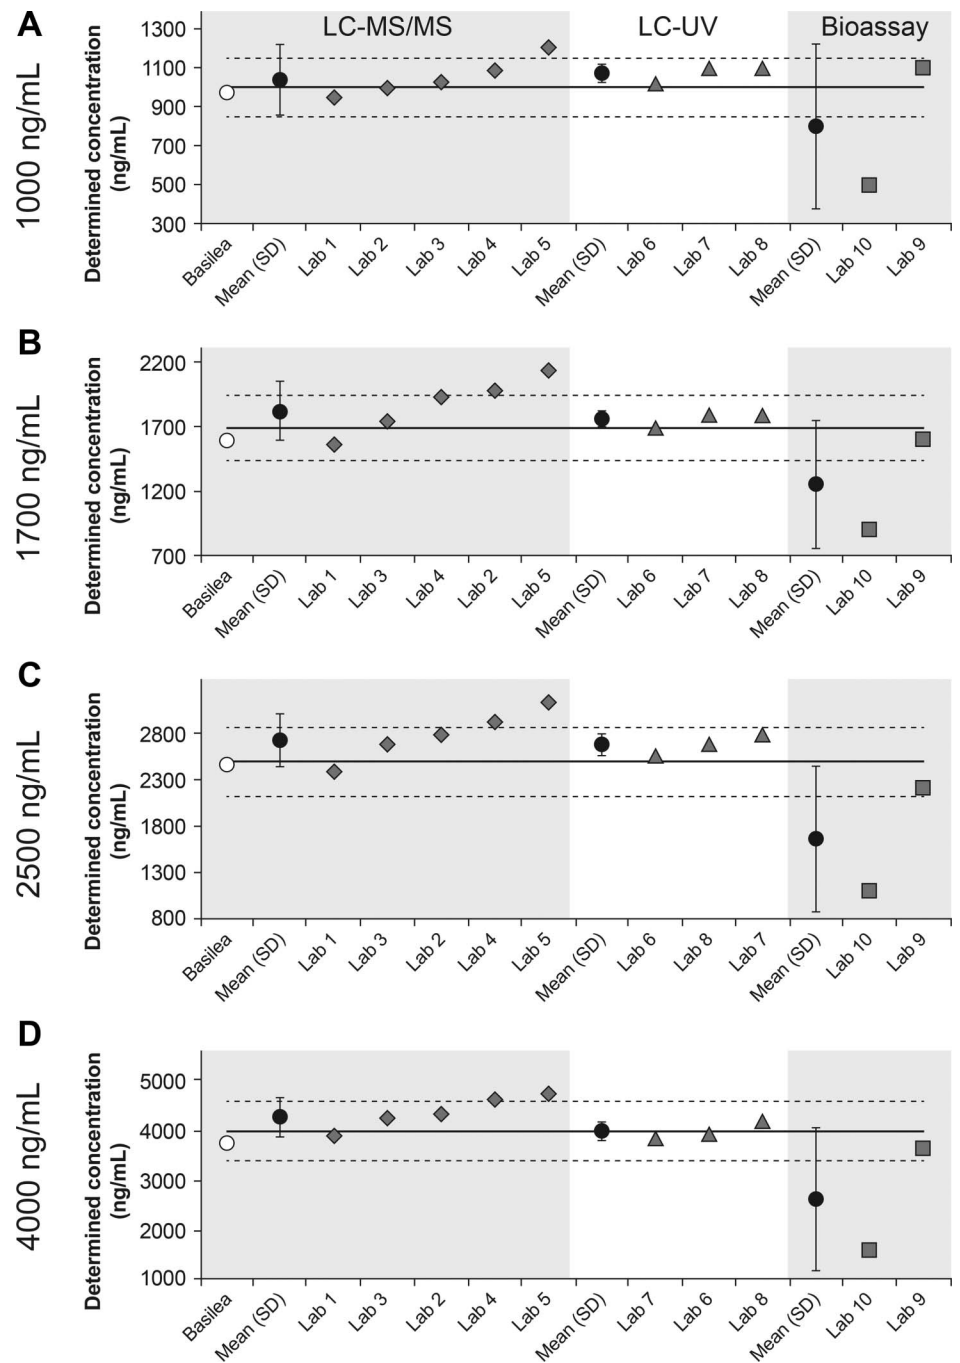 A
LC-MS/MS
LC-UV
Bioassay
1000 ng/mL
Determined concentration
(ng/mL)
1300
1100
900
700
500
300
Basilea
Mean (SD)
Lab 1
Lab 2
Lab 3
Lab 4
Lab 5
Mean (SD)
Lab 6
Lab 7
Lab 8
Mean (SD)
Lab 10
Lab 9
B
1700 ng/mL
Determined concentration
(ng/mL)
2200
1700
1200
700
Basilea
Mean (SD)
Lab 1
Lab 3
Lab 4
Lab 2
Lab 5
Mean (SD)
Lab 6
Lab 7
Lab 8
Mean (SD)
Lab 10
Lab 9
C
2500 ng/mL
Determined concentration
(ng/mL)
2800
2300
1800
1300
800
Basilea
Mean (SD)
Lab 1
Lab 3
Lab 2
Lab 4
Lab 5
Mean (SD)
Lab 6
Lab 8
Lab 7
Mean (SD)
Lab 10
Lab 9
D
4000 ng/mL
Determined concentration
(ng/mL)
5000
4000
3000
2000
1000
Basilea
Mean (SD)
Lab 1
Lab 3
Lab 2
Lab 4
Lab 5
Mean (SD)
Lab 7
Lab 6
Lab 8
Mean (SD)
Lab 10
Lab 9